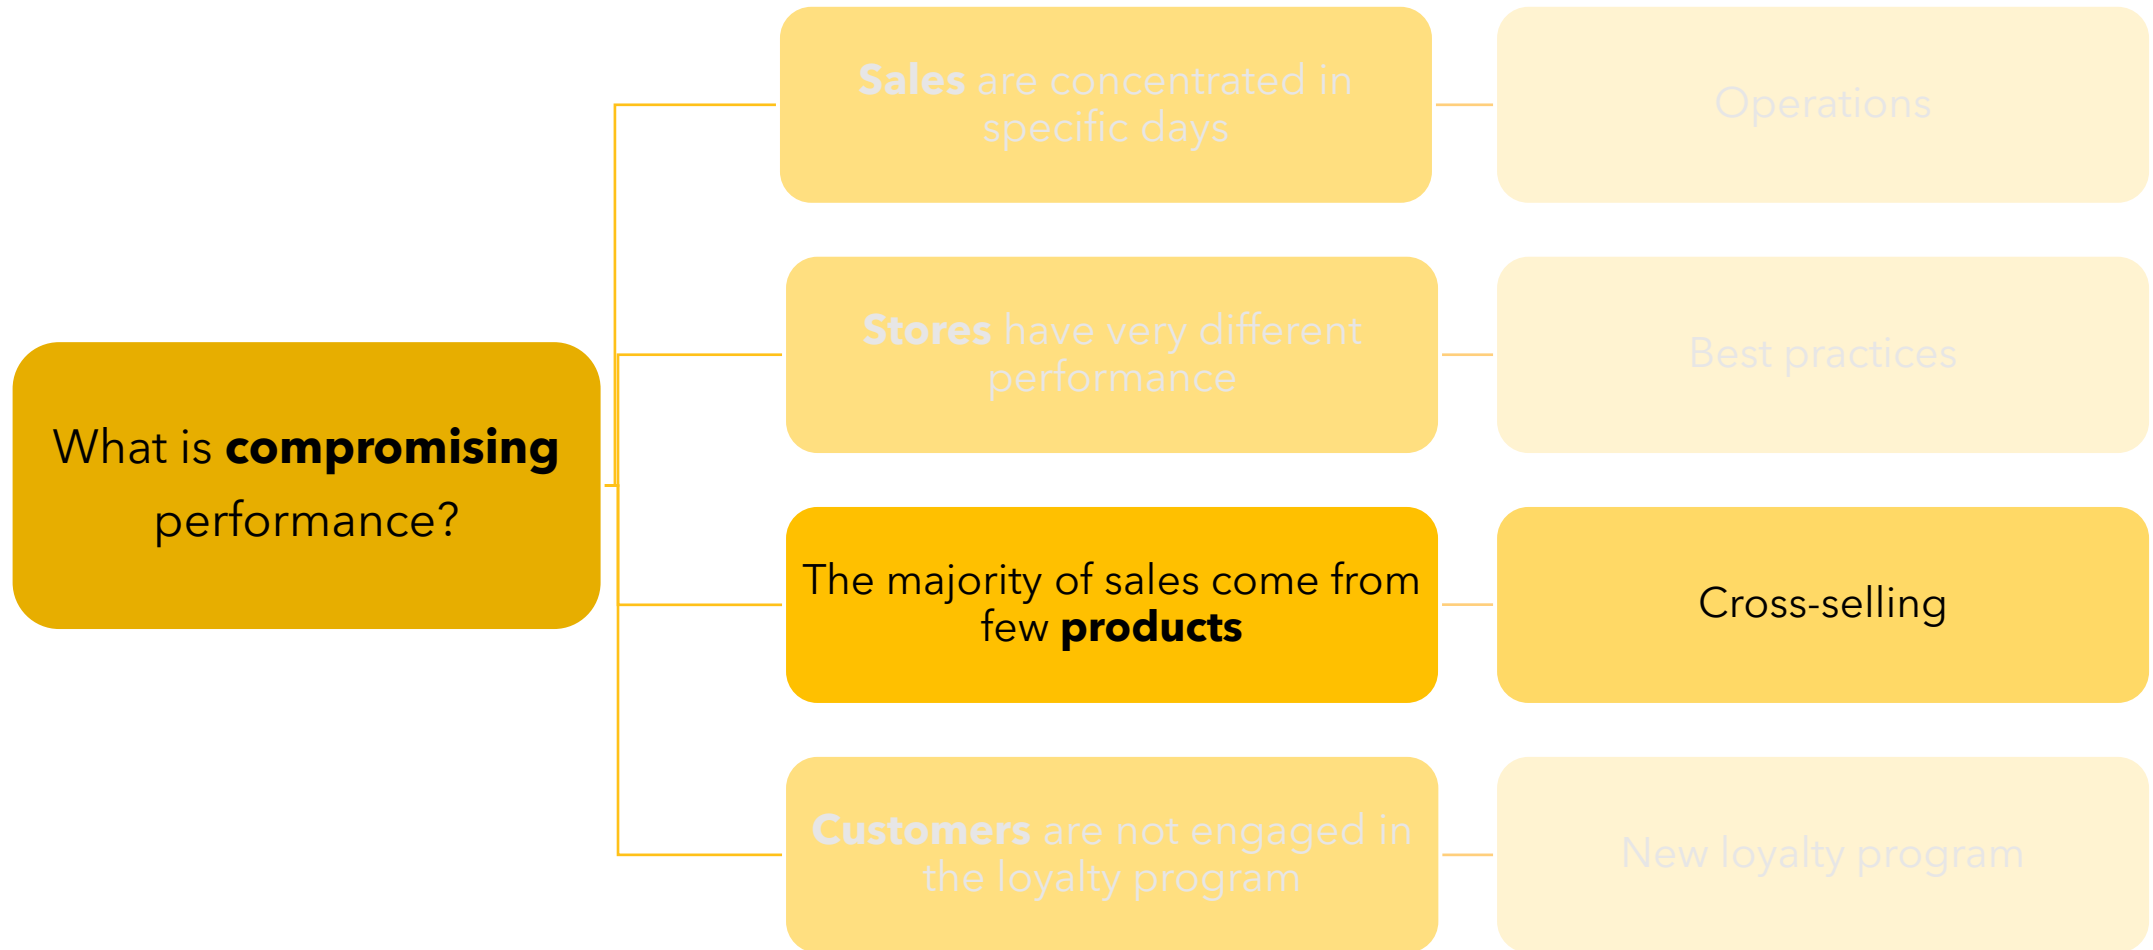 Sales are concentrated in
specific days
Operations
Stores have very different
performance
Best practices
What is compromising
performance?
The majority of sales come from
few products
Cross-selling
Customers are not engaged in
the loyalty program
New loyalty program